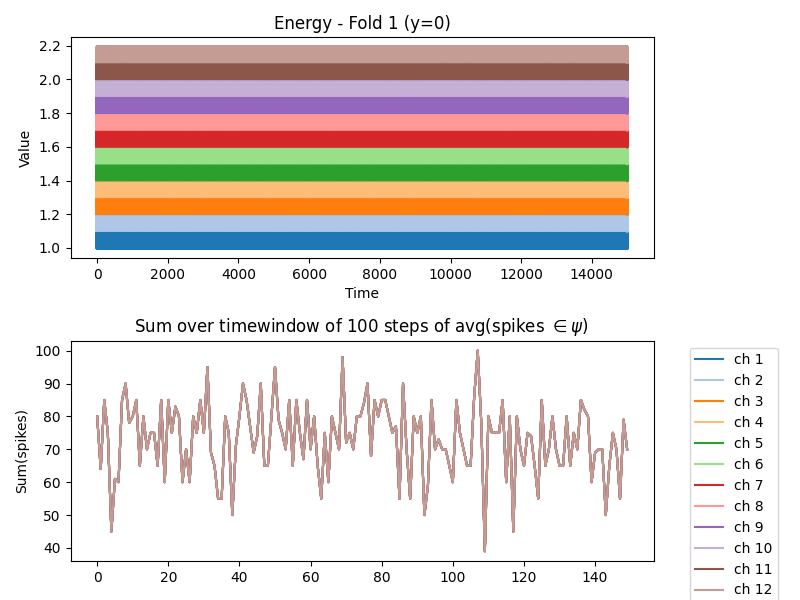 Energy - Fold 1 (y=0)
2.2
2.0
1.8
1.6
1.4
1.2
1.0
Value
0 2000 4000 6000 8000 10000 12000 14000
Time
Sum over timewindow of 100 steps of avg(spikes ∈ ψ)
100
90
80
70
60
50
40
Sum(spikes)
0 20 40 60 80 100 120 140
ch 1
ch 2
ch 3
ch 4
ch 5
ch 6
ch 7
ch 8
ch 9
ch 10
ch 11
ch 12